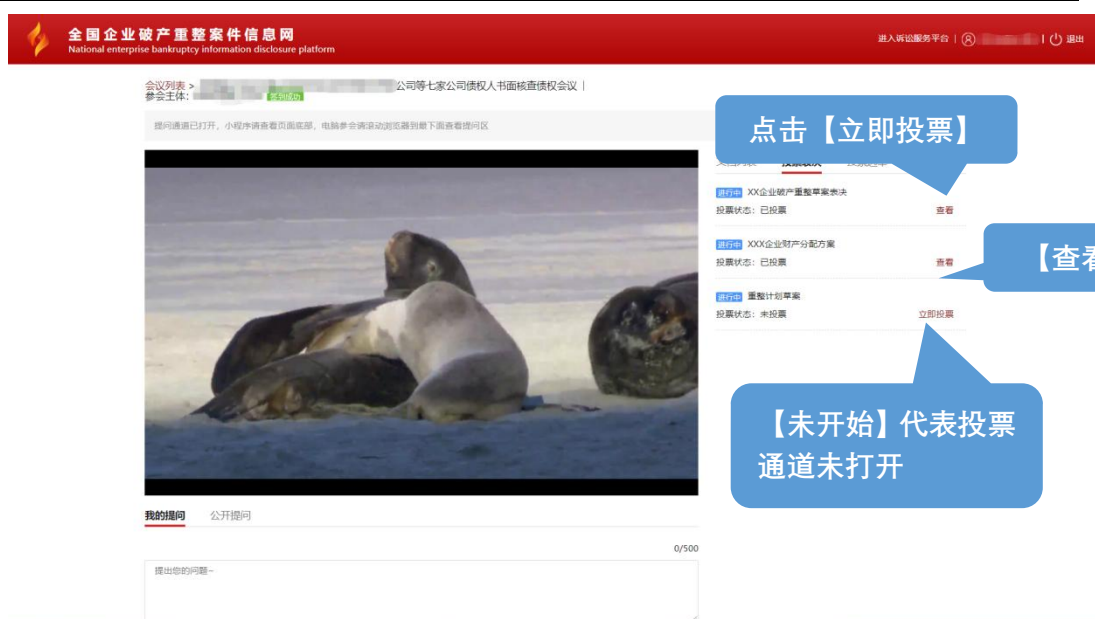 全国企业破产重整案件信息网
National enterprise bankruptcy information disclosure platform
进入诉讼服务平台 | 退出
会议列表 > 公司等七家公司债权人书面核查债权会议 |
参会主体: 签到成功
提问通道已打开，小程序请查看页面底部，电脑参会请滚动浏览器到最下面查看提问区
点击【立即投票】
进行中 XX企业破产重整草案表决
投票状态：已投票 查看
进行中 XXX企业财产分配方案
投票状态：已投票 查看
【查看
进行中 重整计划草案
投票状态：未投票 立即投票
【未开始】代表投票
通道未打开
我的提问 公开提问
0/500
提出您的问题~